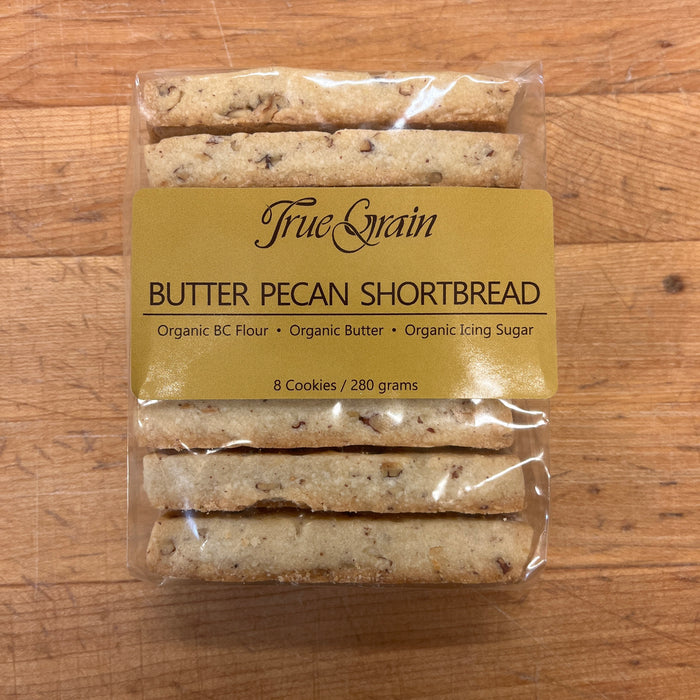 True Grain
BUTTER PECAN SHORTBREAD
Organic BC Flour • Organic Butter • Organic Icing Sugar
8 Cookies / 280 grams